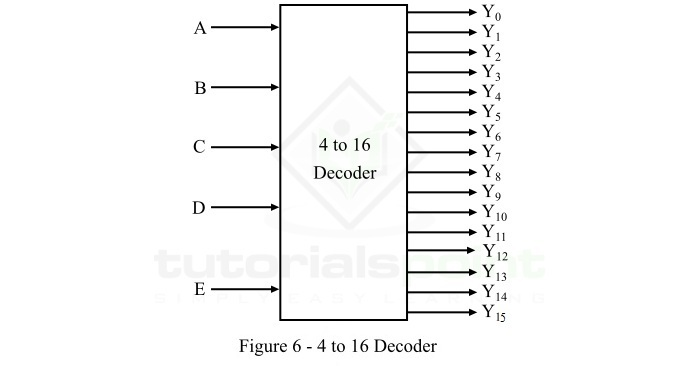 A
B
C
D
E
4 to 16
Decoder
Y0
Y1
Y2
Y3
Y4
Y5
Y6
Y7
Y8
Y9
Y10
Y11
Y12
Y13
Y14
Y15
tutorialspoint
SIMPLY EASY LEARNING
Figure 6 - 4 to 16 Decoder